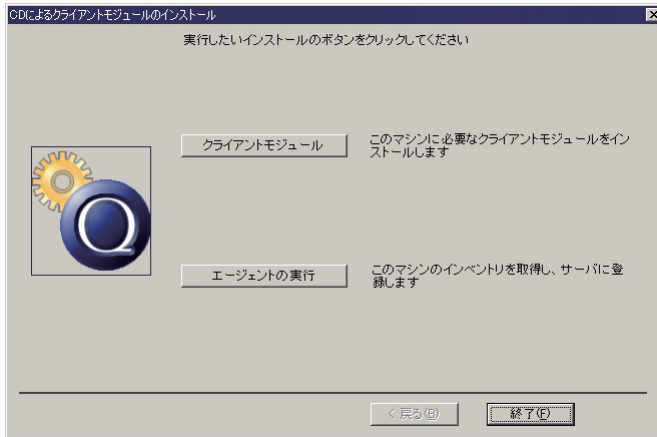 CDによるクライアントモジュールのインストール
実行したいインストールのボタンをクリックしてください
クライアントモジュール
このマシンに必要なクライアントモジュールをイン
ストールします
Q
エージェントの実行
このマシンのインベントリを取得し、サーバに登
録します
< 戻る(B)
終了(F)